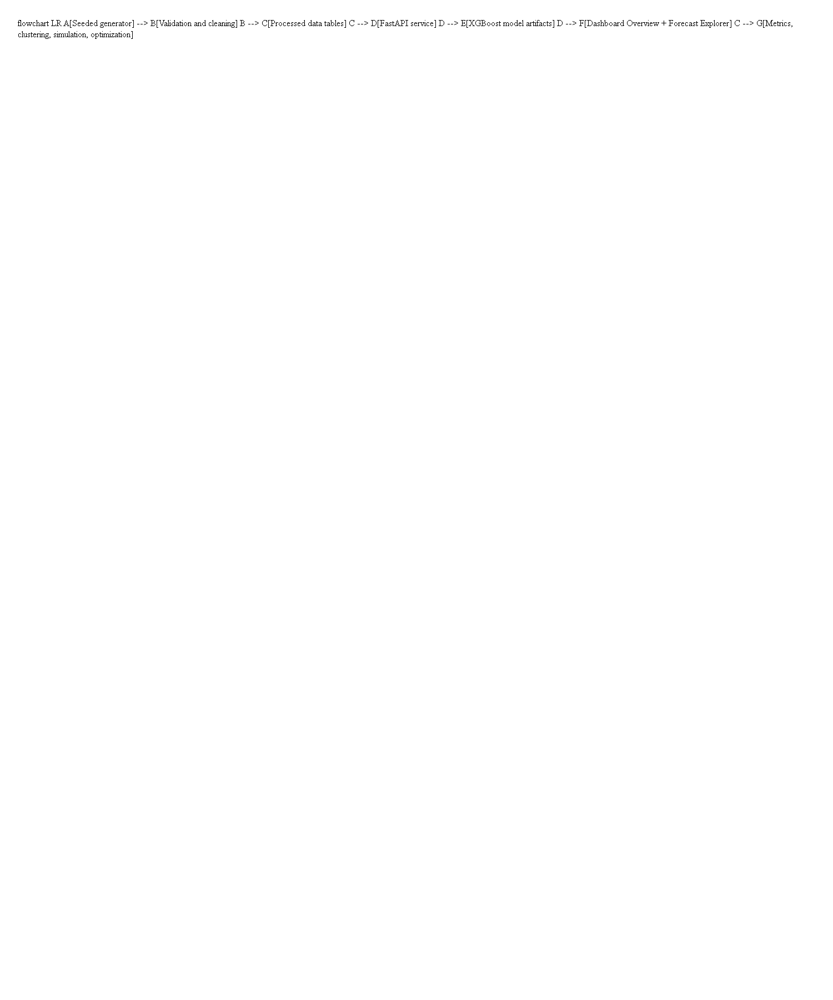 flowchart LR A[Seeded generator] --> B[Validation and cleaning] B --> C[Processed data tables] C --> D[FastAPI service] D --> E[XGBoost model artifacts] D --> F[Dashboard Overview + Forecast Explorer] C --> G[Metrics,
clustering, simulation, optimization]